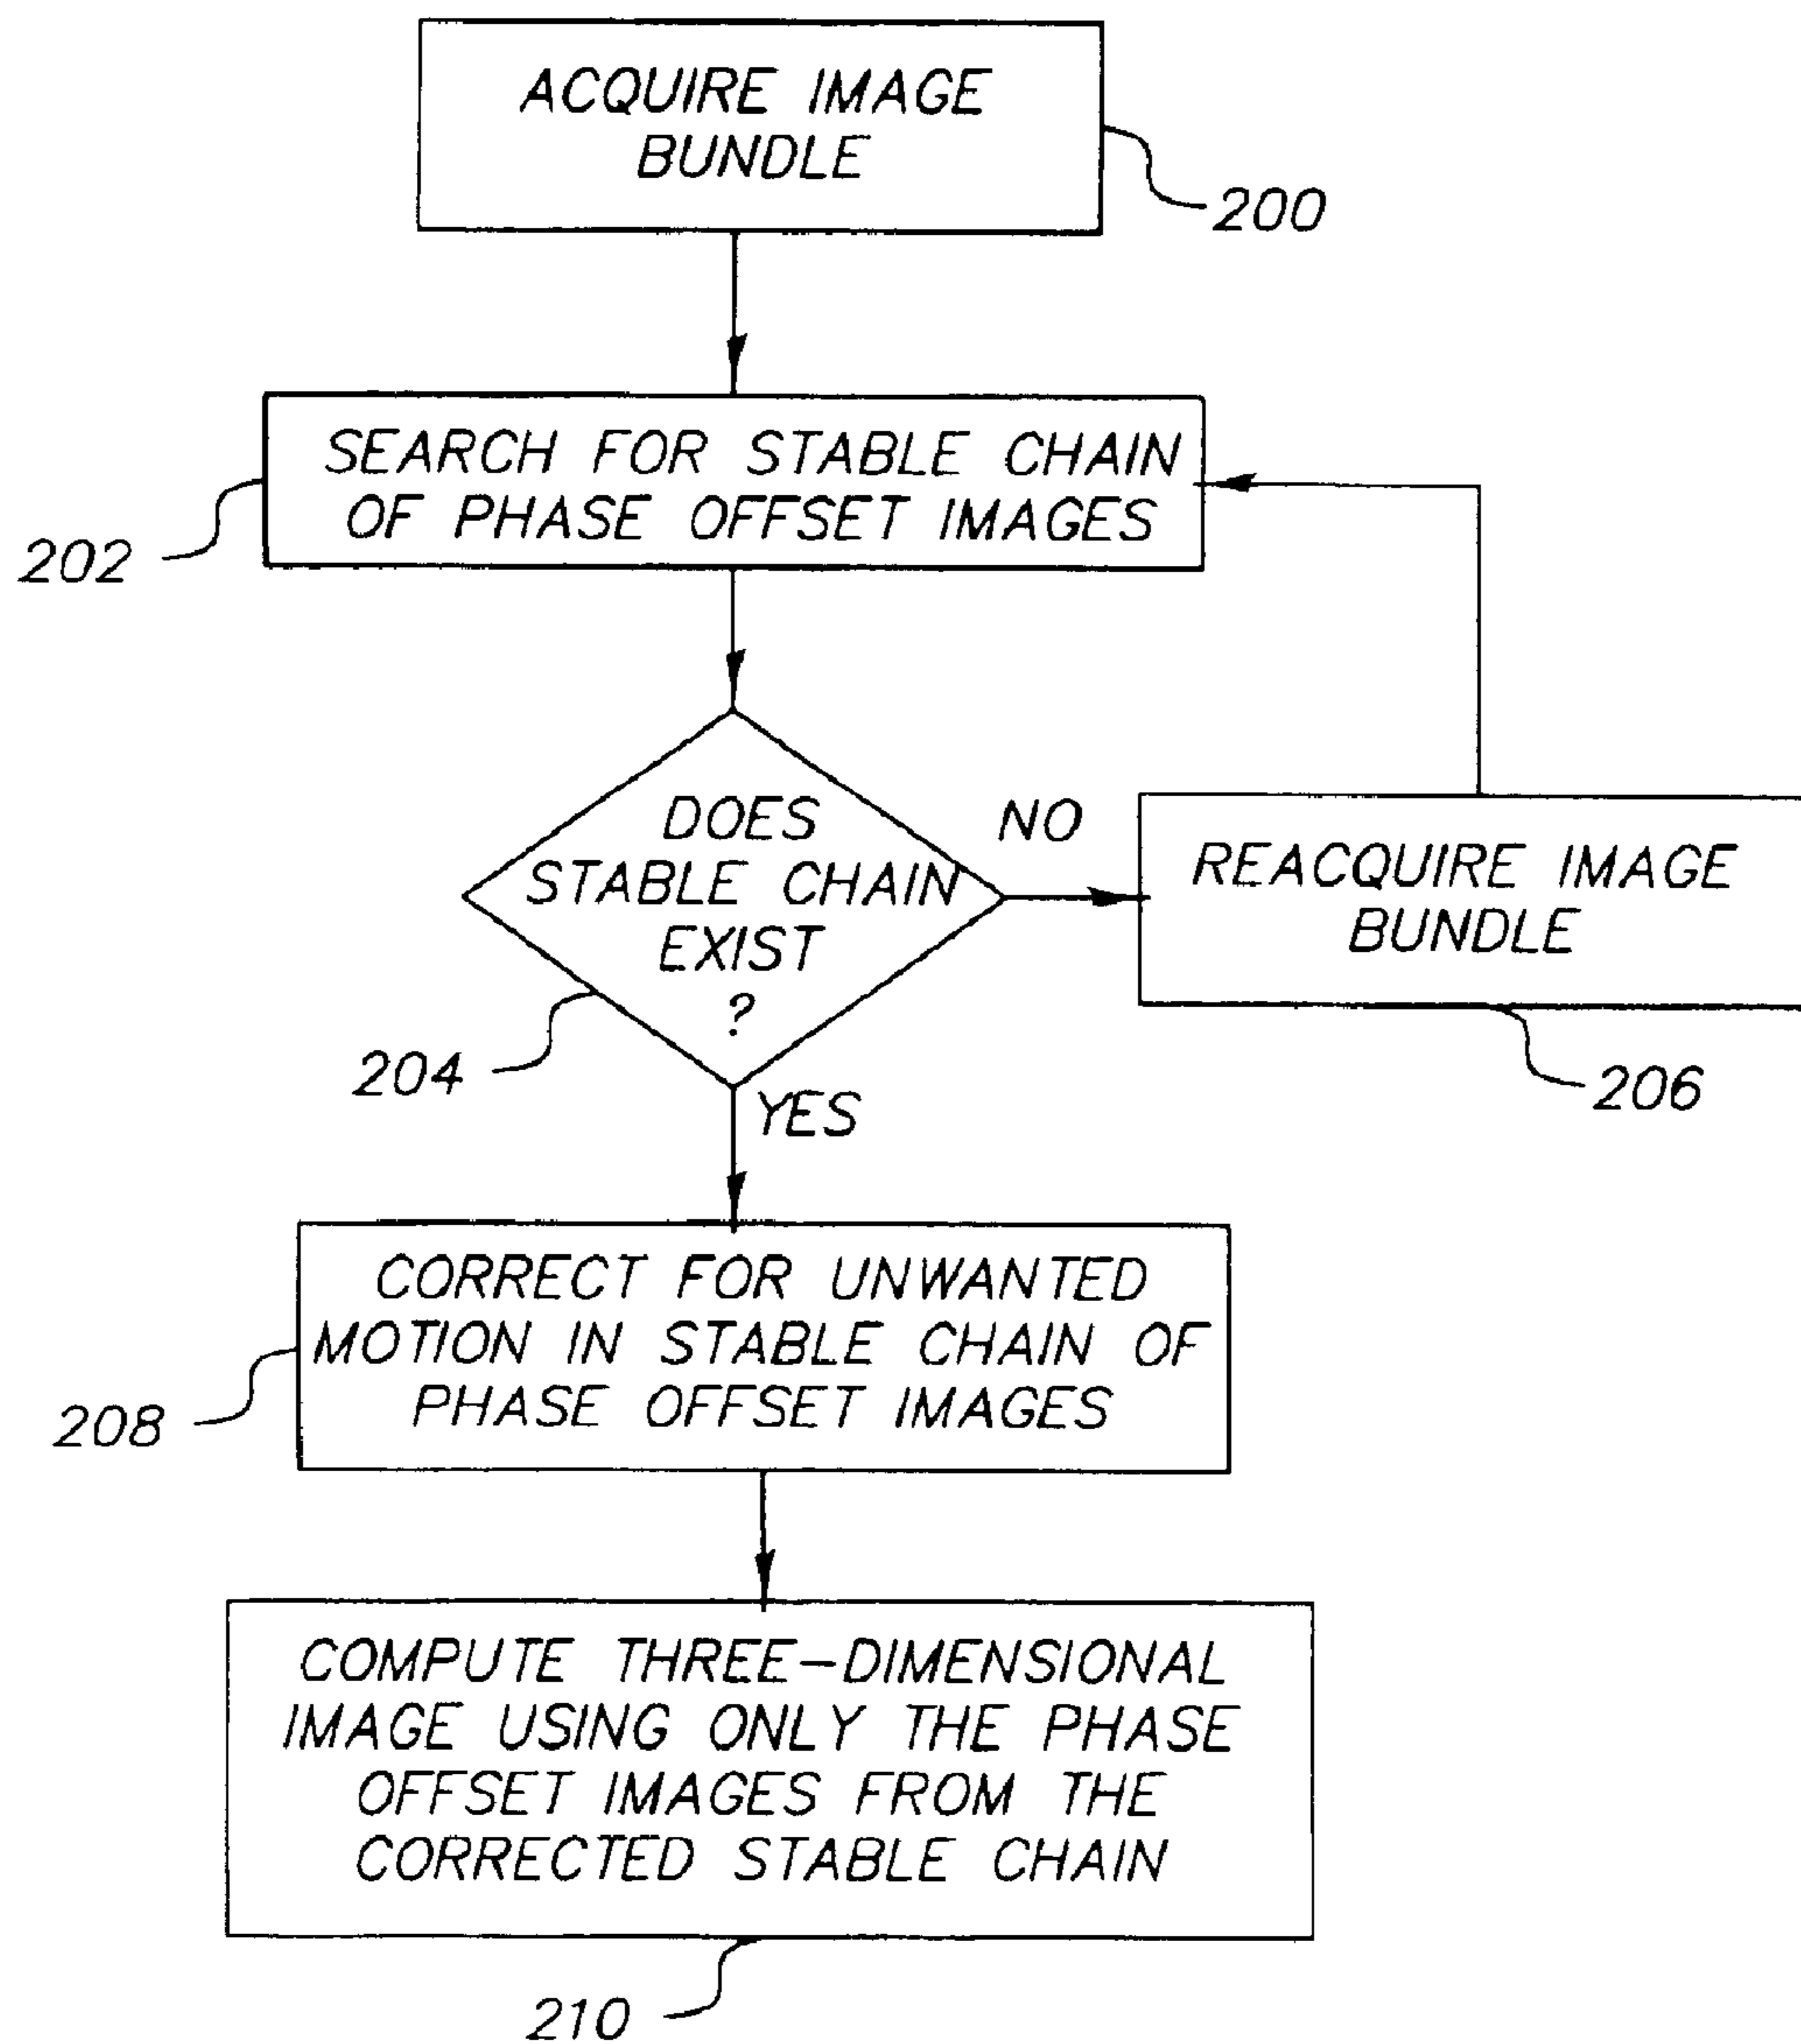 ACQUIRE IMAGE
BUNDLE
200
SEARCH FOR STABLE CHAIN
OF PHASE OFFSET IMAGES
202
DOES
STABLE CHAIN
EXIST
?
204
NO
REACQUIRE IMAGE
BUNDLE
206
YES
CORRECT FOR UNWANTED
MOTION IN STABLE CHAIN OF
PHASE OFFSET IMAGES
208
COMPUTE THREE-DIMENSIONAL
IMAGE USING ONLY THE PHASE
OFFSET IMAGES FROM THE
CORRECTED STABLE CHAIN
210